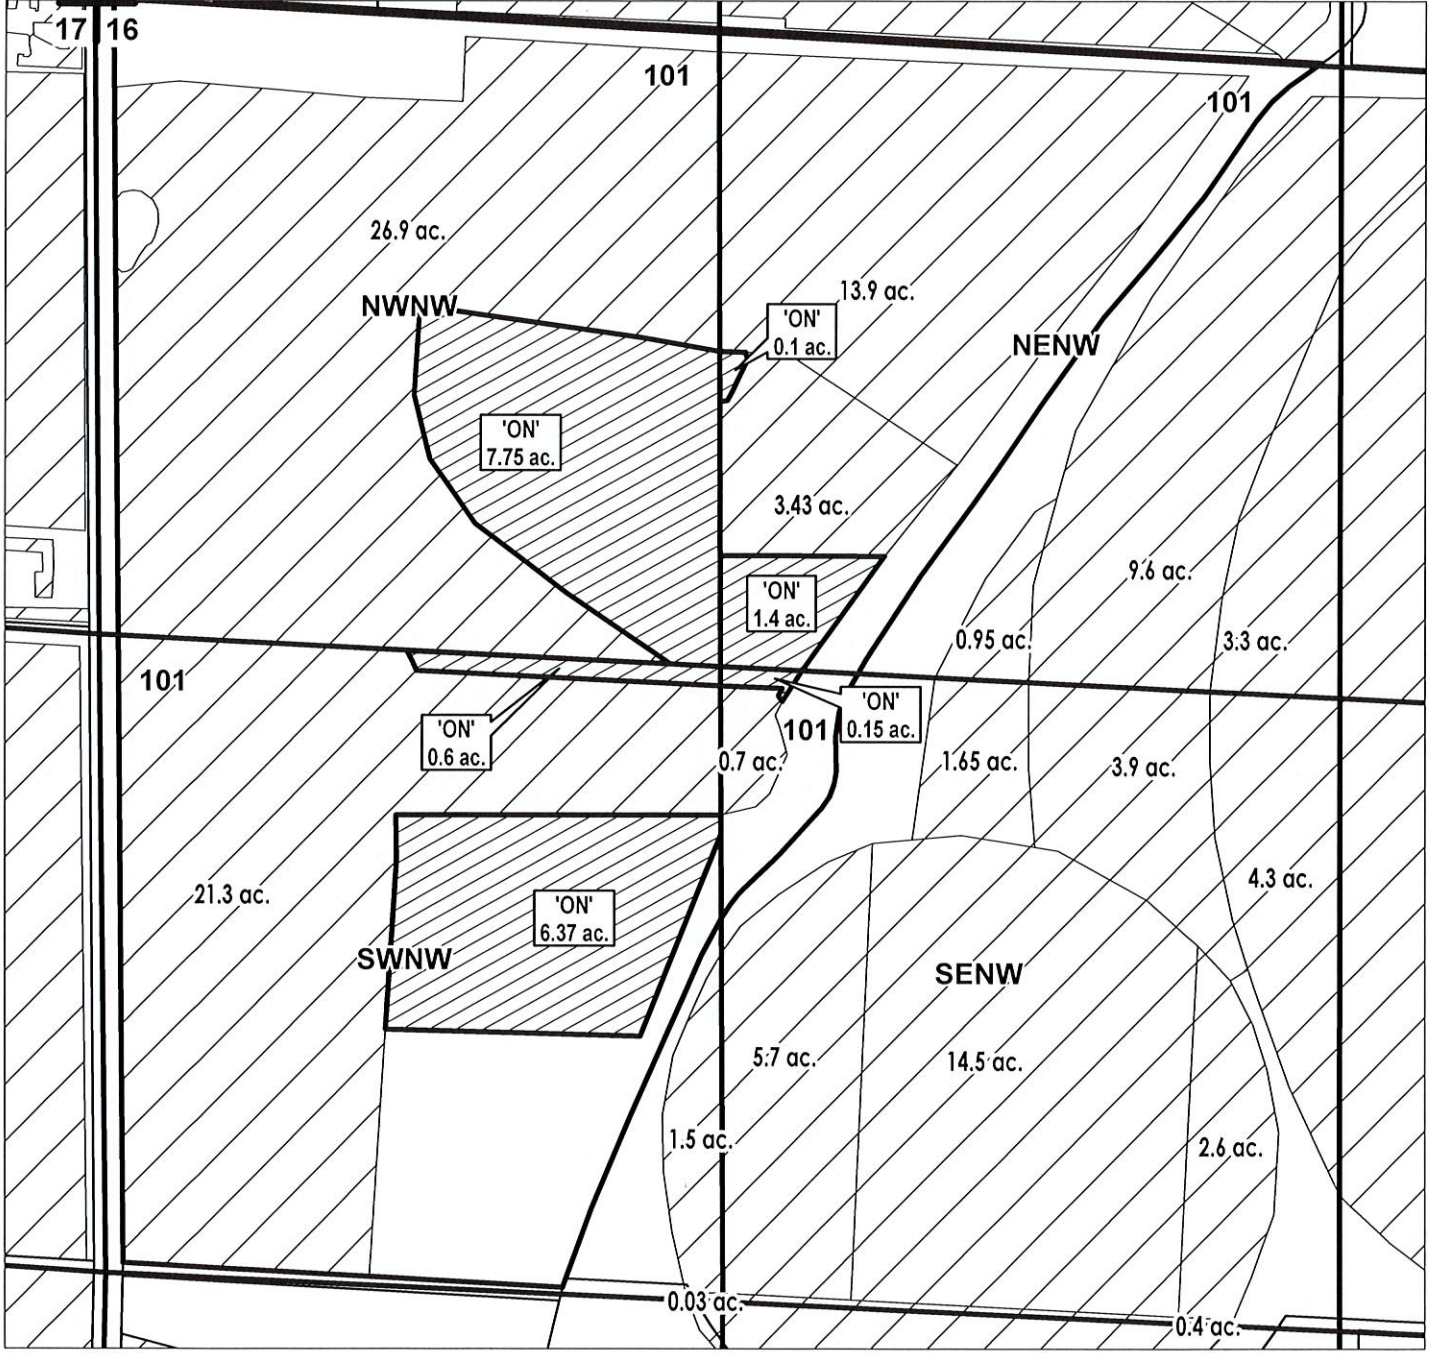 17 16
101
101
26.9 ac.
13.9 ac.
NWNW
'ON'
0.1 ac.
NENW
'ON'
7.75 ac.
3.43 ac.
9.6 ac.
'ON'
1.4 ac.
0.95 ac.
3.3 ac.
101
'ON'
0.15 ac.
'ON'
0.6 ac.
101
0.7 ac.
1.65 ac.
3.9 ac.
21.3 ac.
4.3 ac.
'ON'
6.37 ac.
SWNW
SENW
5.7 ac.
14.5 ac.
1.5 ac.
2.6 ac.
0.03 ac.
0.4 ac.